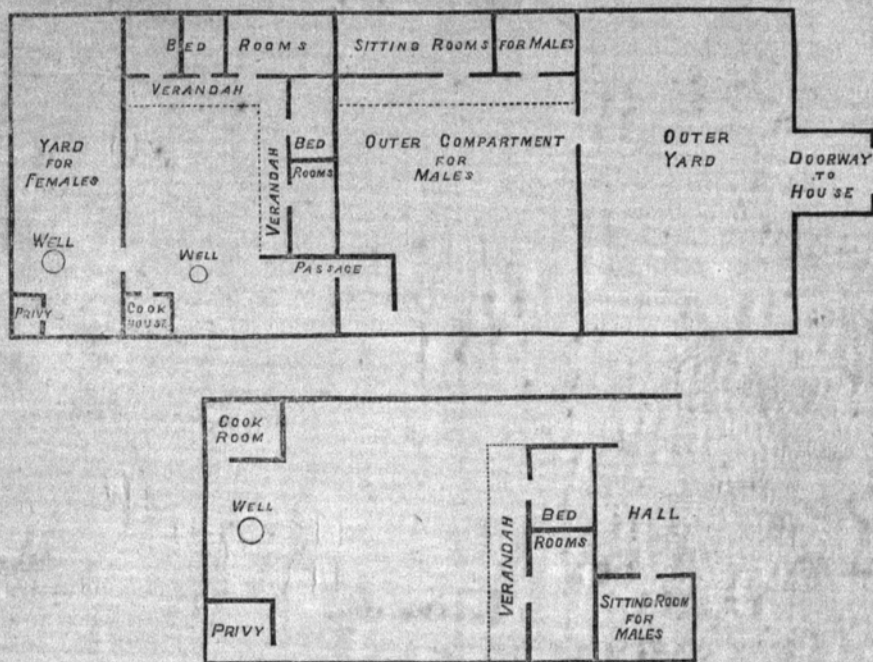 BED ROOMS
SITTING ROOMS FOR MALES
VERANDAH
YARD
FOR
FEMALES
VERANDAH
BED
ROOMS
OUTER COMPARTMENT
FOR
MALES
OUTER
YARD
DOORWAY
TO
HOUSE
WELL
WELL
PASSAGE
PRIVY
COOK
HOUSE
COOK
ROOM
WELL
VERANDAH
BED
ROOMS
HALL
SITTING ROOM
FOR
MALES
PRIVY